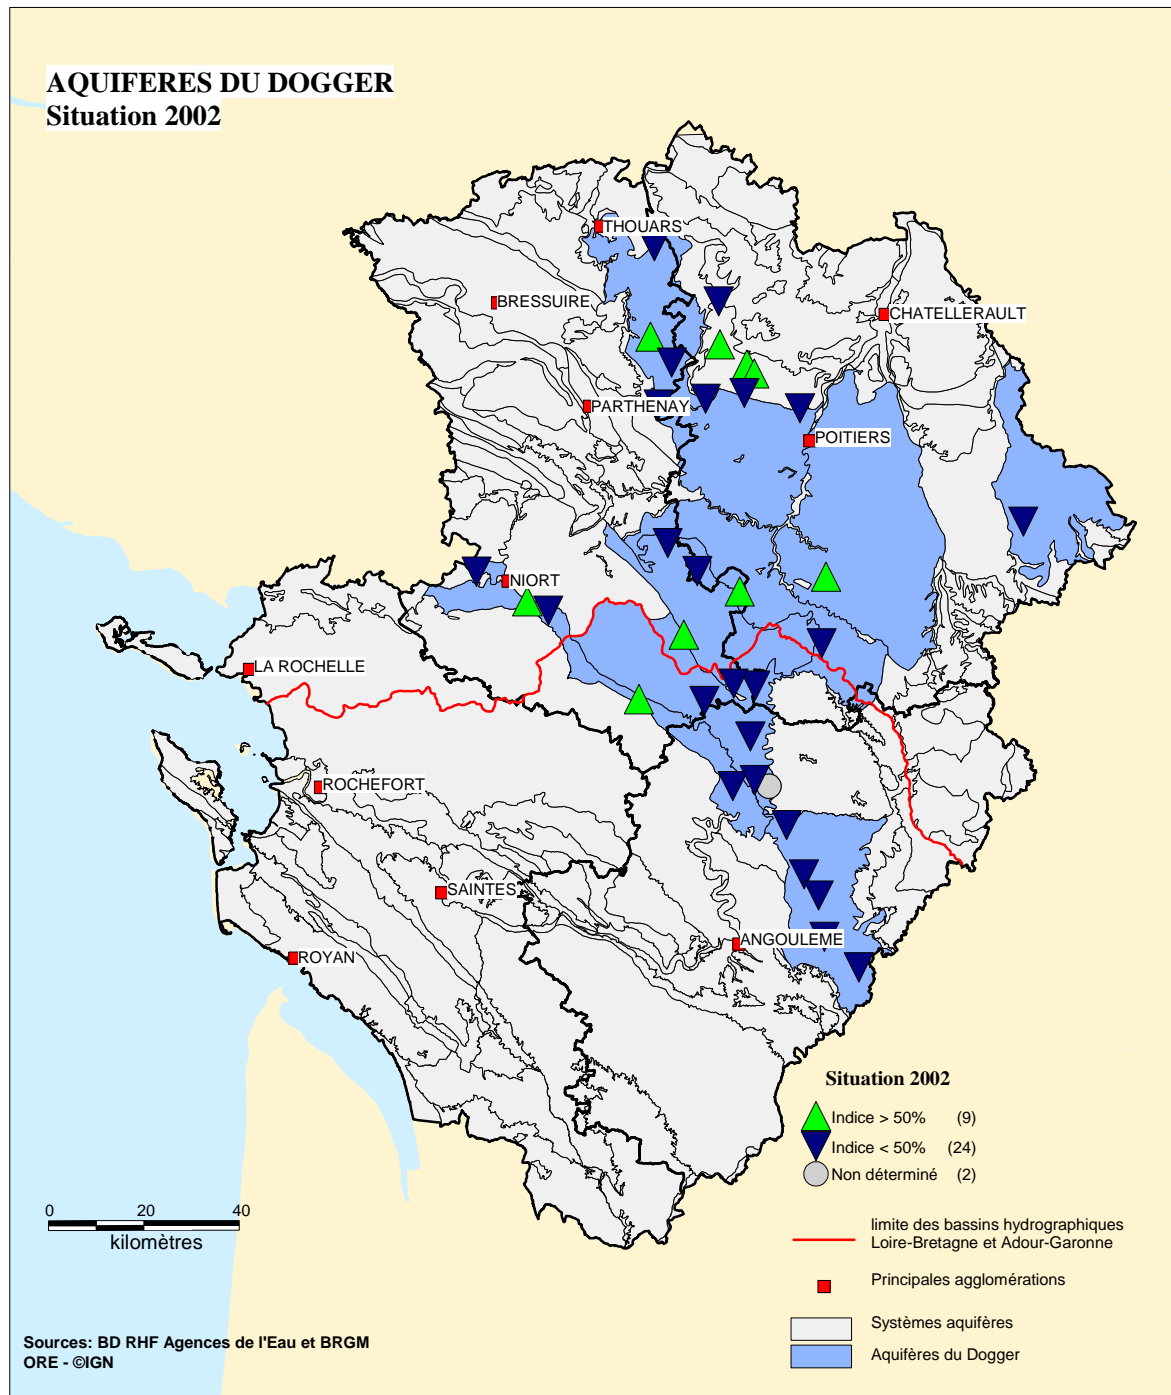 AQUIFERES DU DOGGER
Situation 2002
THOUARS
BRESSUIRE
CHATELLERAULT
PARTHENAY
POITIERS
NIORT
LA ROCHELLE
ROCHEFORT
SAINTES
ANGOULEME
ROYAN
Situation 2002
Indice > 50% (9)
Indice < 50% (24)
Non déterminé (2)
0 20 40
kilomètres
limite des bassins hydrographiques
Loire-Bretagne et Adour-Garonne
Principales agglomérations
Systèmes aquifères
Aquifères du Dogger
Sources: BD RHF Agences de l'Eau et BRGM
ORE - ©IGN